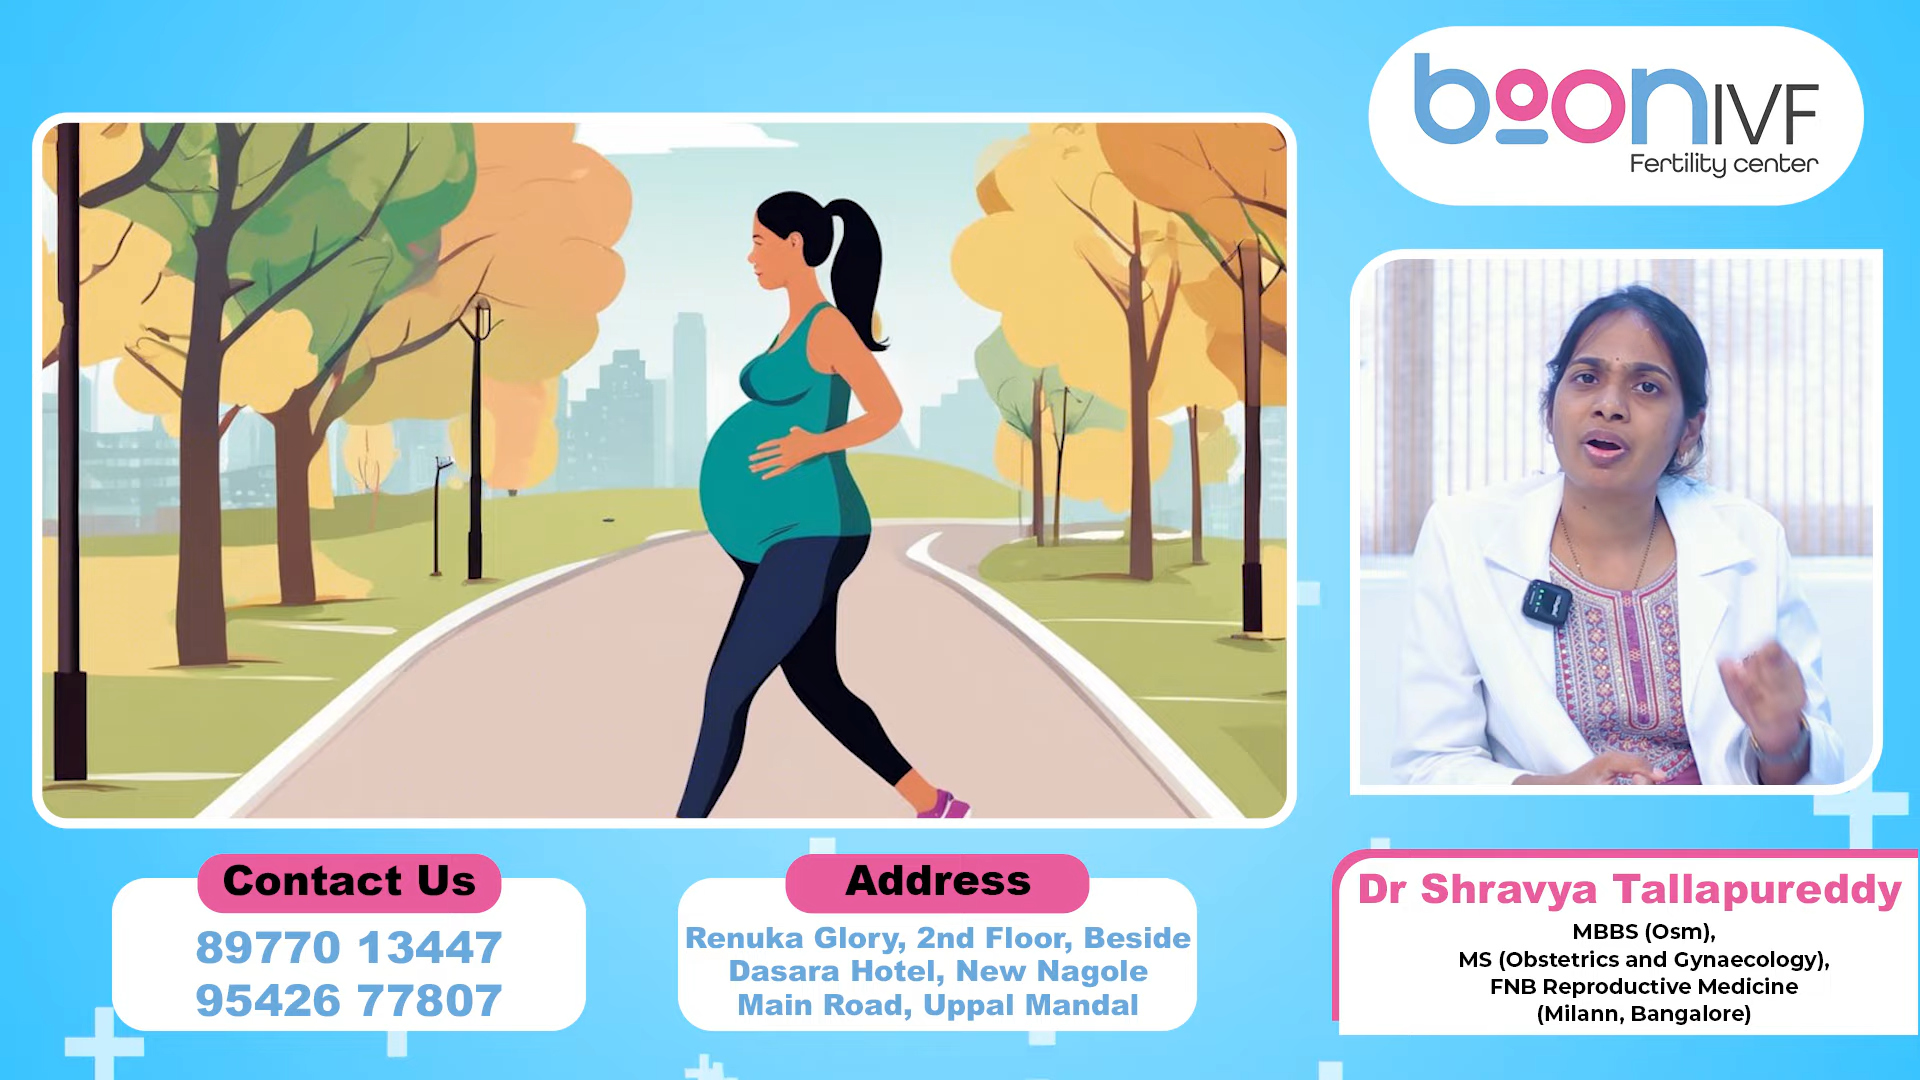 boonIVF
Fertility center
Contact Us
89770 13447
95426 77807
Address
Renuka Glory, 2nd Floor, Beside
Dasara Hotel, New Nagole
Main Road, Uppal Mandal
Dr Shravya Tallapureddy
MBBS (Osm),
MS (Obstetrics and Gynaecology),
FNB Reproductive Medicine
(Milann, Bangalore)